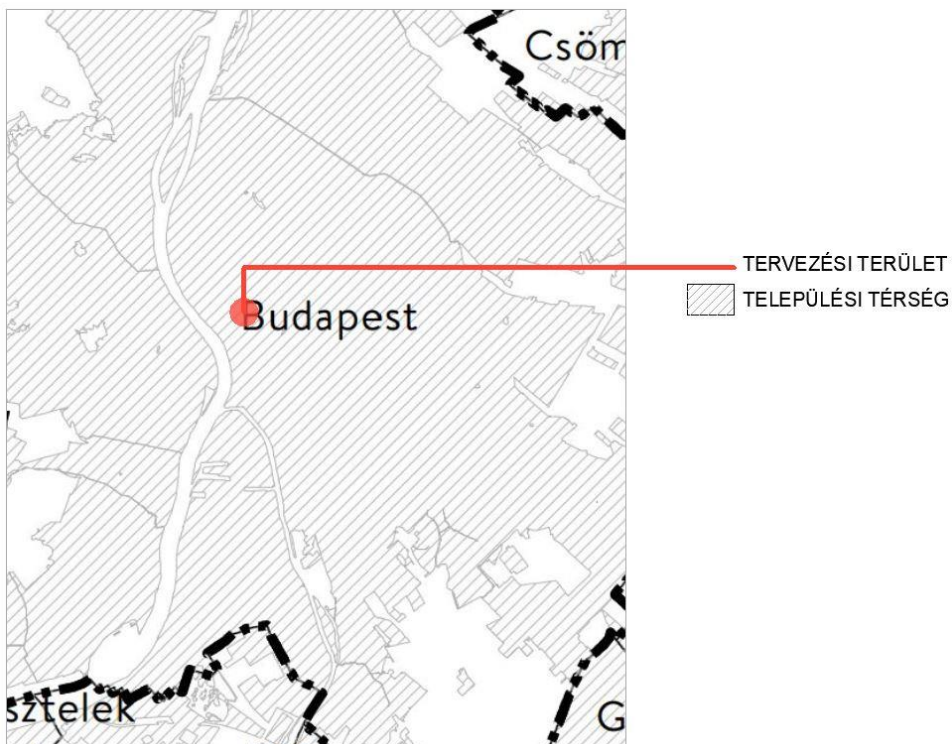 Csöm
TERVEZÉSI TERÜLET
TELEPÜLÉSI TÉRSÉG
Budapest
sztelek
G